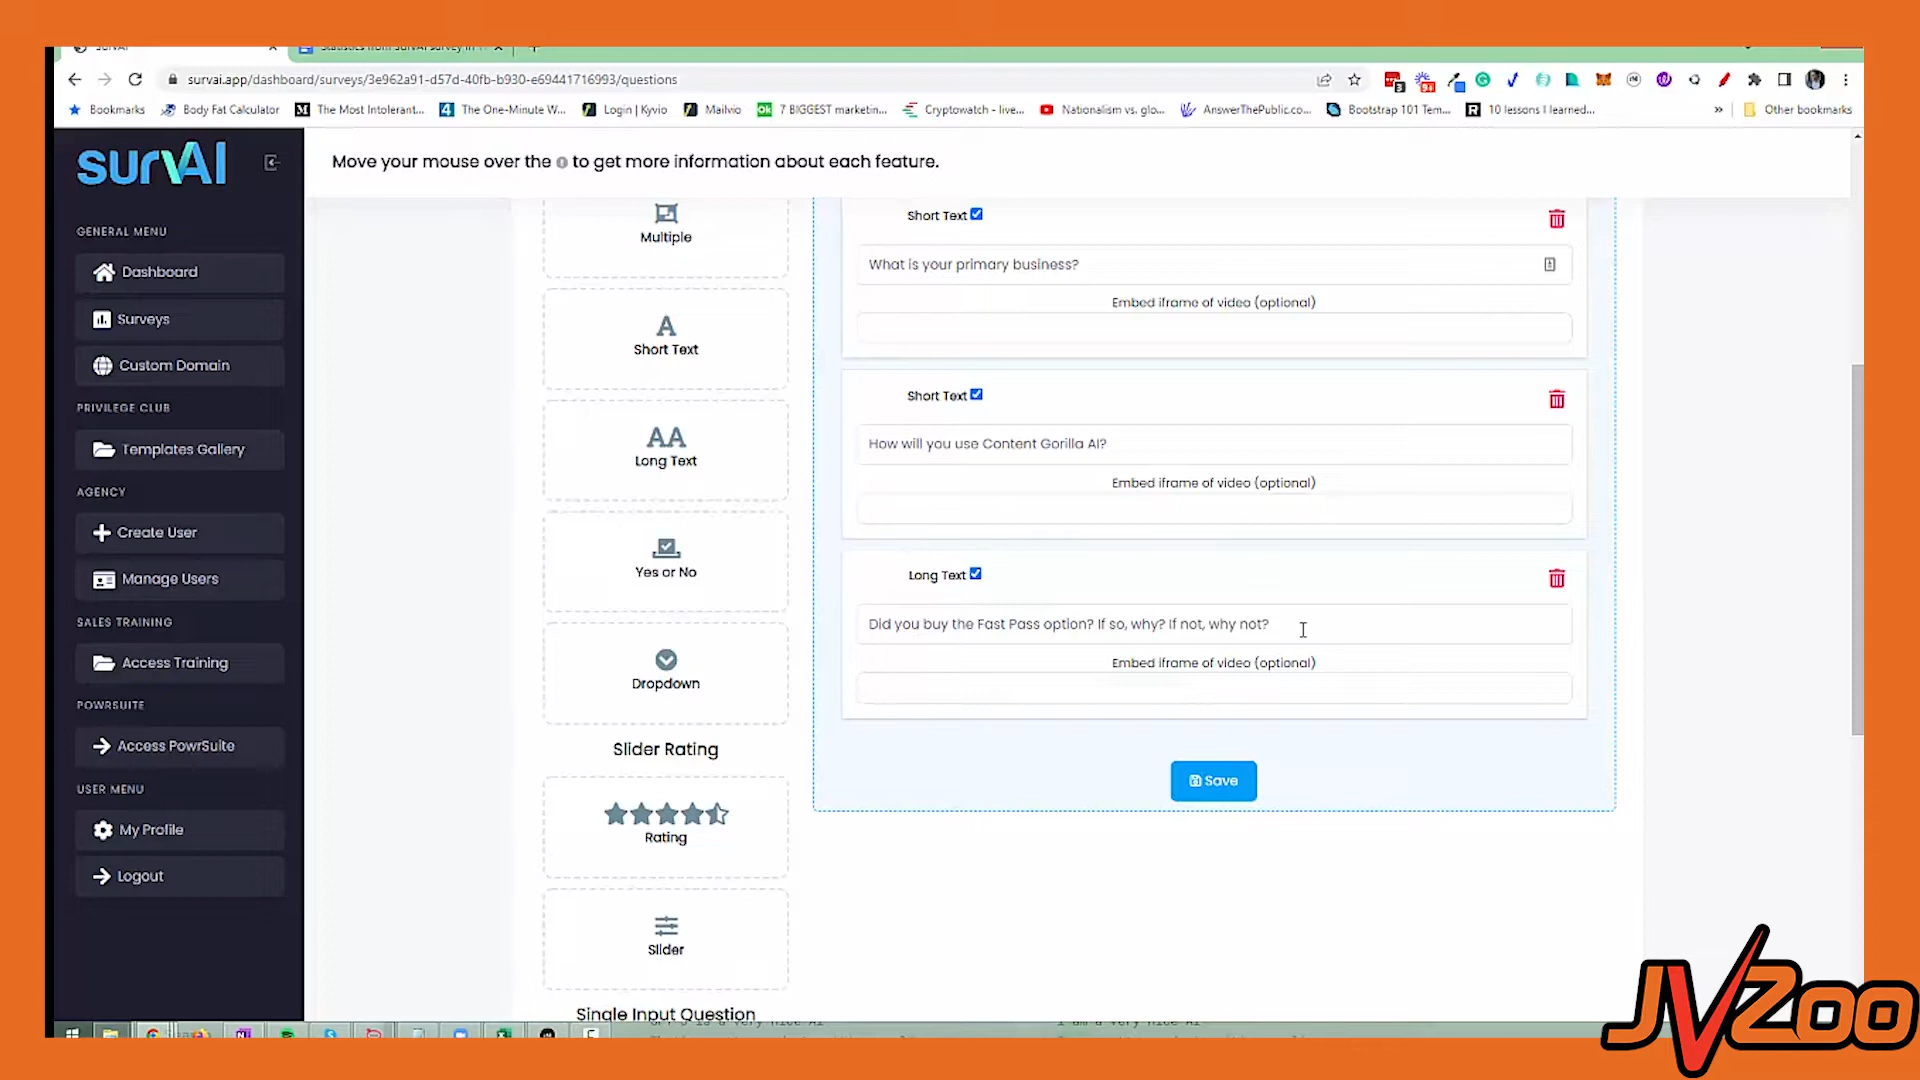 survai.app/dashboard/surveys/3e962a91-d57d-40fb-b930-e69441716993/questions
Bookmarks
Body Fat Calculator
The Most Intolerant...
The One-Minute W...
Login | Kyvio
Mailvio
7 BIGGEST marketin...
Cryptowatch - live...
Nationalism vs. glo...
AnswerThePublic.co...
Bootstrap 101 Tem...
10 lessons I learned...
»
Other bookmarks
survAI
Move your mouse over the to get more information about each feature.
GENERAL MENU
Dashboard
Surveys
Custom Domain
PRIVILEGE CLUB
Templates Gallery
AGENCY
Create User
Manage Users
SALES TRAINING
Access Training
POWRSUITE
Access PowrSuite
USER MENU
My Profile
Logout
Multiple
Short Text
Long Text
Yes or No
Dropdown
Slider Rating
Rating
Slider
Single Input Question
Short Text
What is your primary business?
Embed iframe of video (optional)
Short Text
How will you use Content Gorilla AI?
Embed iframe of video (optional)
Long Text
Did you buy the Fast Pass option? If so, why? If not, why not?
Embed iframe of video (optional)
Save
JVZoo